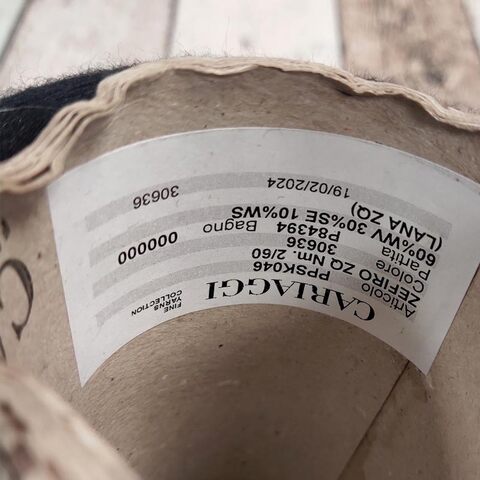 CARIAGGI
FINE
YARNS
COLLECTION
Articolo PPSK046
ZEFIRO ZQ Nm. 2/60
Colore 30636
Partita P84394 Bagno 000000
60%WV 30%SE 10%WS
(LANA ZQ)
19/02/2024 30636